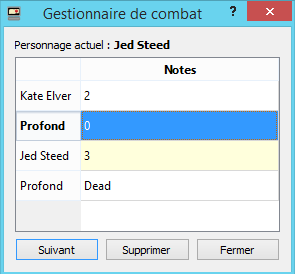 Gestionnaire de combat
Personnage actuel : Jed Steed
Notes
Kate Elver 2
Profond 0
Jed Steed 3
Profond Dead
Suivant Supprimer Fermer